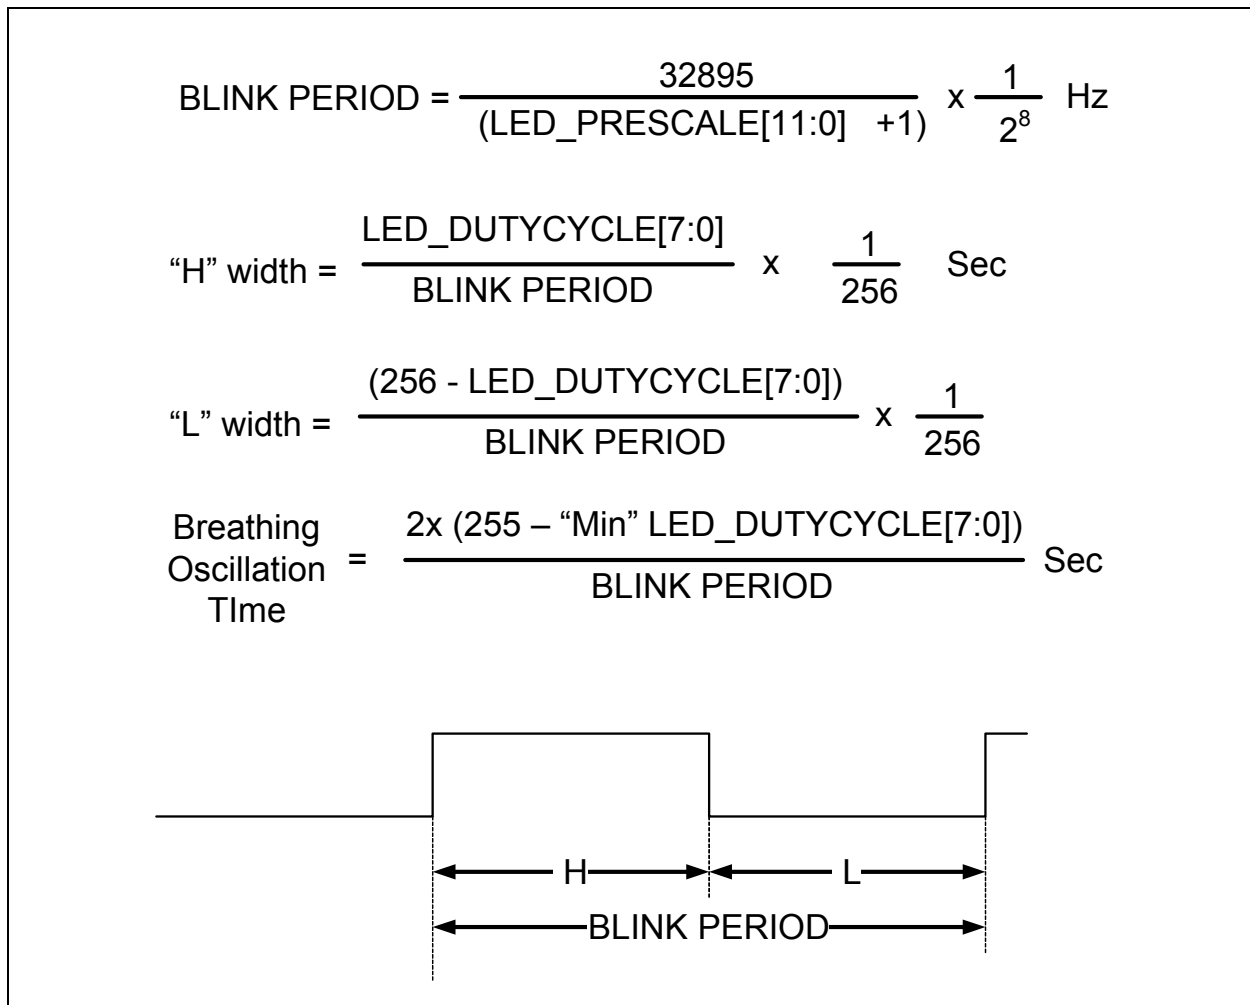 BLINK PERIOD = 32895 / (LED_PRESCALE[11:0] +1) x 1 / 2⁸ Hz
“H” width = LED_DUTYCYCLE[7:0] / BLINK PERIOD x 1 / 256 Sec
“L” width = (256 - LED_DUTYCYCLE[7:0]) / BLINK PERIOD x 1 / 256
Breathing Oscillation TIme = 2x (255 – “Min” LED_DUTYCYCLE[7:0]) / BLINK PERIOD Sec
H L
BLINK PERIOD